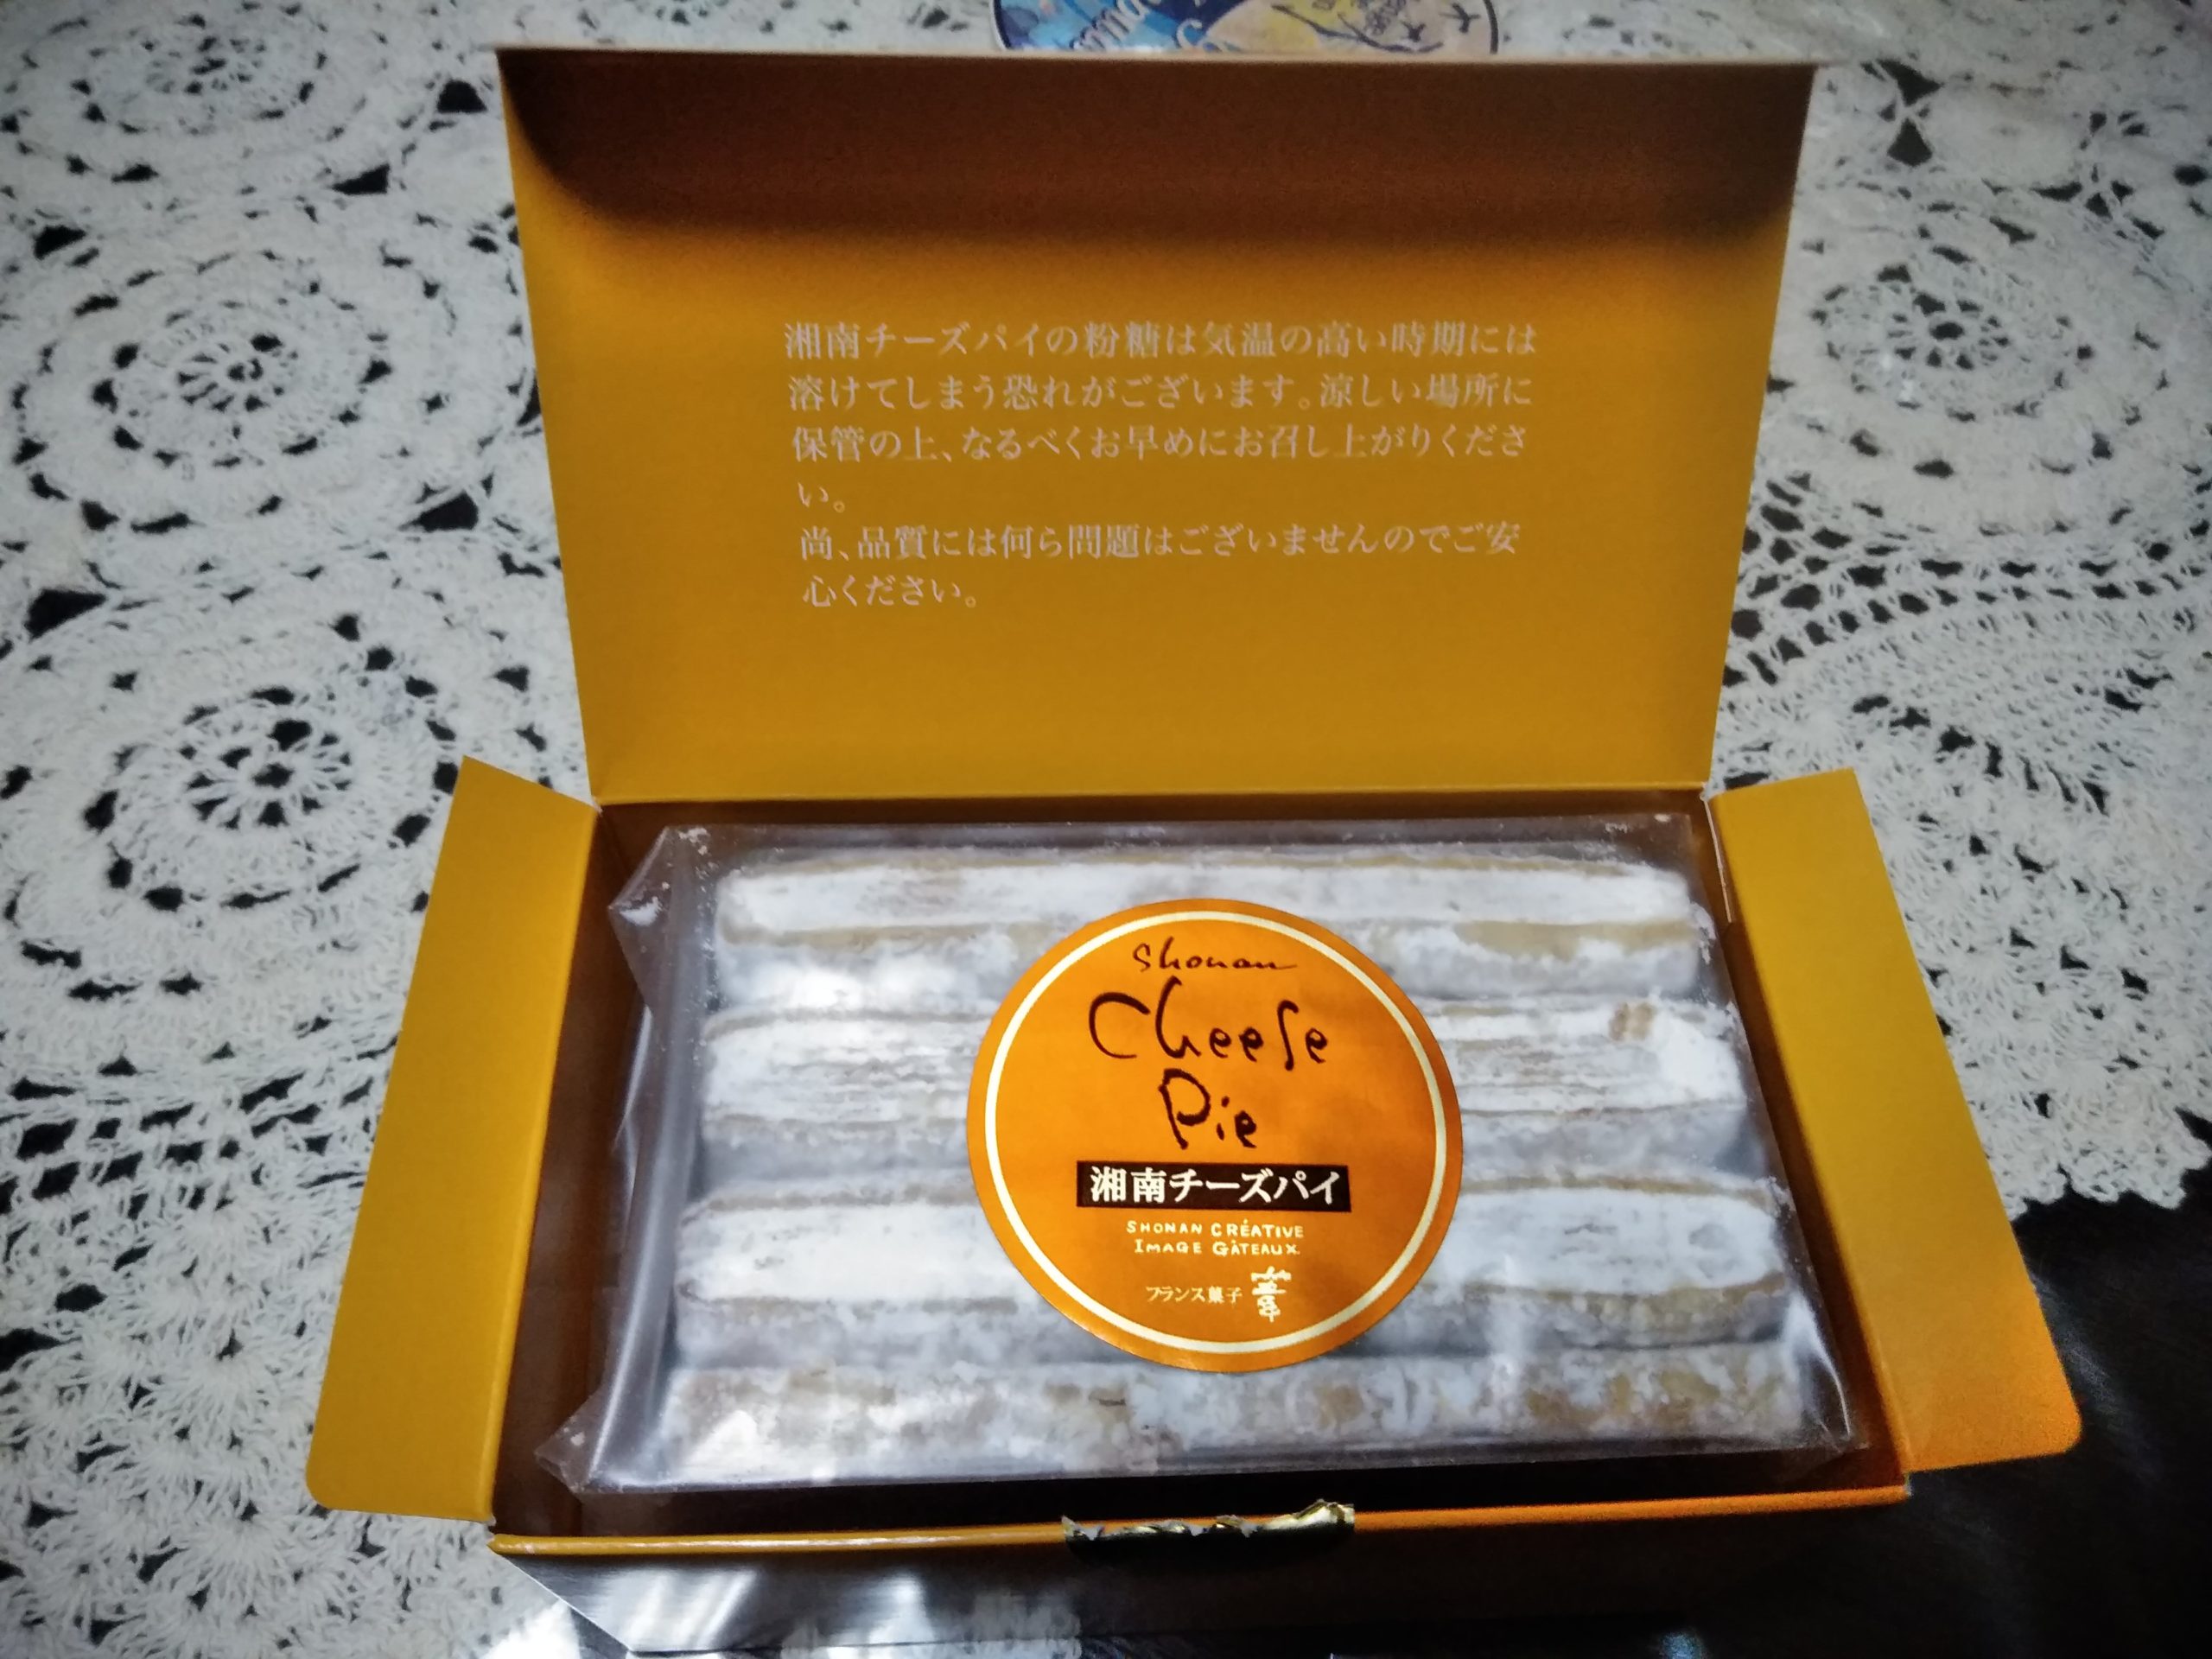 湘南チーズパイの粉糖は気温の高い時期には
溶けてしまう恐れがございます。涼しい場所に
保管の上、なるべくお早めにお召し上がりくださ
い。
尚、品質には何ら問題はございませんのでご安
心ください。
Shonan
Cheese
Pie
湘南チーズパイ
SHONAN CRÉATIVE
IMAGE GÂTEAUX
フランス菓子 葦